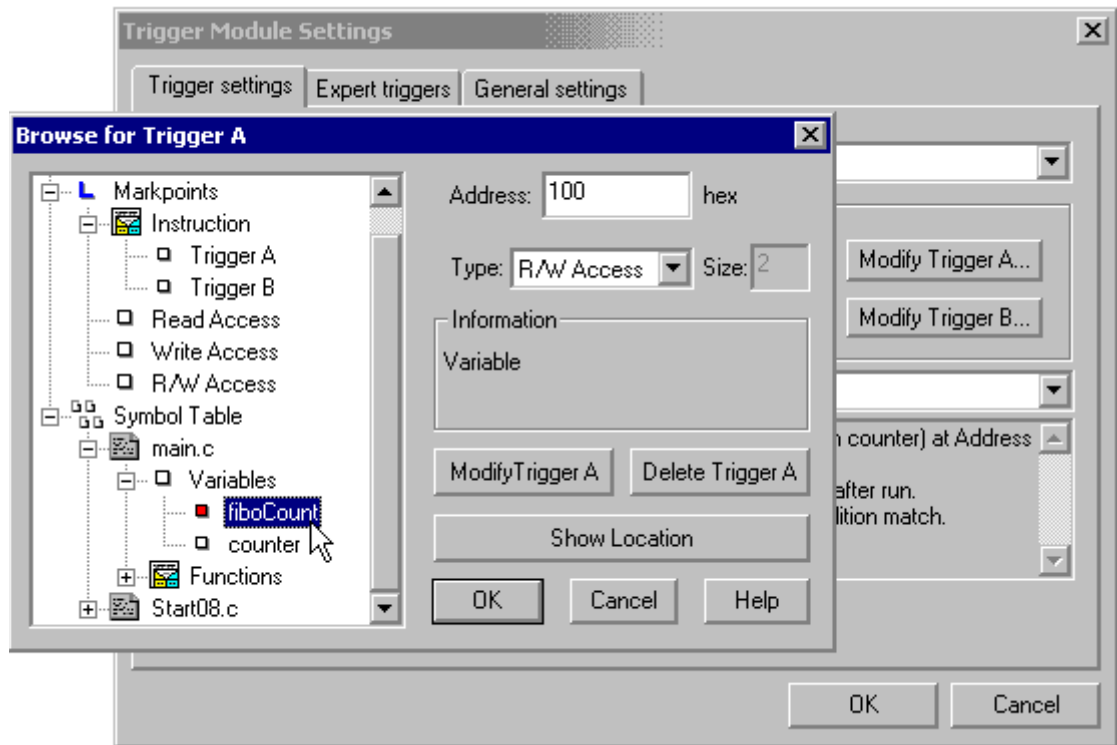 Trigger Module Settings
Trigger settings Expert triggers General settings
Browse for Trigger A
Markpoints
Instruction
Trigger A
Trigger B
Read Access
Write Access
R/W Access
Symbol Table
main.c
Variables
fiboCount
counter
Functions
Start08.c
Address: 100 hex
Type: R/W Access Size: 2
Information
Variable
ModifyTrigger A Delete Trigger A
Show Location
OK Cancel Help
Modify Trigger A...
Modify Trigger B...
counter) at Address
after run.
match.
OK Cancel